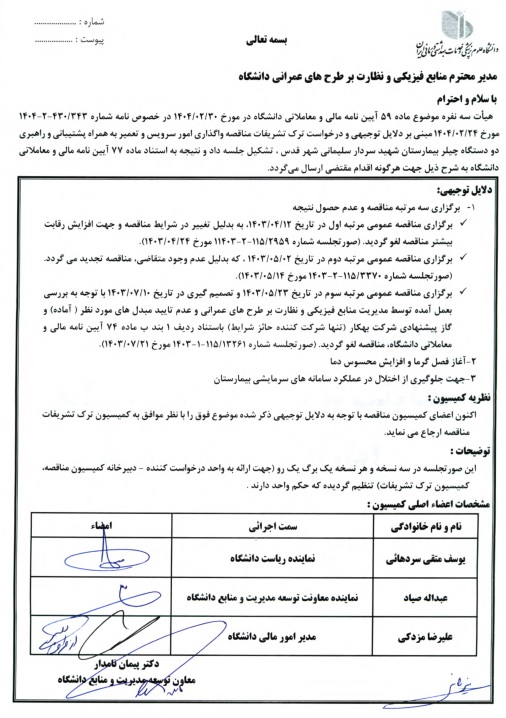 شماره : ....................
پیوست : ..................
بسمه تعالی
دانشگاه علوم پزشکی و خدمات بهداشتی درمانی ایران
مدیر محترم منابع فیزیکی و نظارت بر طرح های عمرانی دانشگاه
با سلام و احترام
هیأت سه نفره موضوع ماده ۵۹ آیین نامه مالی و معاملاتی دانشگاه در مورخ ۱۴۰۴/۰۲/۳۰ در خصوص نامه شماره ۴۳۰/۳۴۳-۲-۱۴۰۴
مورخ ۱۴۰۴/۰۲/۲۴ مبنی بر دلایل توجیهی و درخواست ترک تشریفات مناقصه واگذاری امور سرویس و تعمیر به همراه پشتیبانی و راهبری
دو دستگاه چیلر بیمارستان شهید سردار سلیمانی شهر قدس ، تشکیل جلسه داد و نتیجه به استناد ماده ۷۷ آیین نامه مالی و معاملاتی
دانشگاه به شرح ذیل جهت هرگونه اقدام مقتضی ارسال می‌گردد.
دلایل توجیهی:
۱- برگزاری سه مرتبه مناقصه و عدم حصول نتیجه
✓ برگزاری مناقصه عمومی مرتبه اول در تاریخ ۱۴۰۳/۰۴/۱۲، به بدلیل تغییر در شرایط مناقصه و جهت افزایش رقابت
بیشتر مناقصه لغو گردید. (صورتجلسه شماره ۱۱۵/۲۹۵۹-۲-۱۴۰۳ مورخ ۱۴۰۳/۰۴/۲۴).
✓ برگزاری مناقصه عمومی مرتبه دوم در تاریخ ۱۴۰۳/۰۵/۰۲ ، که بدلیل عدم وجود متقاضی، مناقصه تجدید می گردد.
(صورتجلسه شماره ۱۱۵/۳۳۷۰-۲-۱۴۰۳ مورخ ۱۴۰۳/۰۵/۱۴).
✓ برگزاری مناقصه عمومی مرتبه سوم در تاریخ ۱۴۰۳/۰۵/۲۳ و تصمیم گیری در تاریخ ۱۴۰۳/۰۷/۱۰ با توجه به بررسی
بعمل آمده توسط مدیریت منابع فیزیکی و نظارت بر طرح های عمرانی و عدم تایید مبدل های مورد نظر ( آماده) و
گاز پیشنهادی شرکت بهکار (تنها شرکت کننده حائز شرایط) باستناد ردیف ۱ بند ب ماده ۷۴ آیین نامه مالی و
معاملاتی دانشگاه، مناقصه لغو گردید. (صورتجلسه شماره ۱۱۵/۱۳۲۶۱-۱-۱۴۰۳ مورخ ۱۴۰۳/۰۷/۲۱).
۲-آغاز فصل گرما و افزایش محسوس دما
۳-جهت جلوگیری از اختلال در عملکرد سامانه های سرمایشی بیمارستان
نظریه کمیسیون :
اکنون اعضای کمیسیون مناقصه با توجه به دلایل توجیهی ذکر شده موضوع فوق را با نظر موافق به کمیسیون ترک تشریفات
مناقصه ارجاع می نماید.
توضیحات :
این صورتجلسه در سه نسخه و هر نسخه یک برگ یک رو (جهت ارائه به واحد درخواست کننده - دبیرخانه کمیسیون مناقصه،
کمیسیون ترک تشریفات) تنظیم گردیده که حکم واحد دارند .
مشخصات اعضاء اصلی کمیسیون :
نام و نام خانوادگی سمت اجرائی امضاء
یوسف متقی سردهائی نماینده ریاست دانشگاه
عبداله صیاد نماینده معاونت توسعه مدیریت و منابع دانشگاه
علیرضا مزدکی مدیر امور مالی دانشگاه
دکتر پیمان نامدار
معاون توسعه مدیریت و منابع دانشگاه